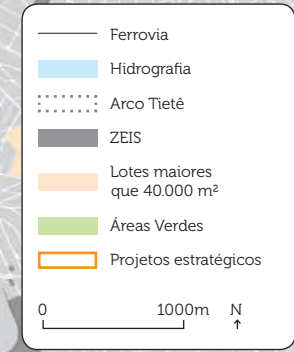 Ferrovia
Hidrografia
Arco Tietê
ZEIS
Lotes maiores
que 40.000 m²
Áreas Verdes
Projetos estratégicos
0 1000m N